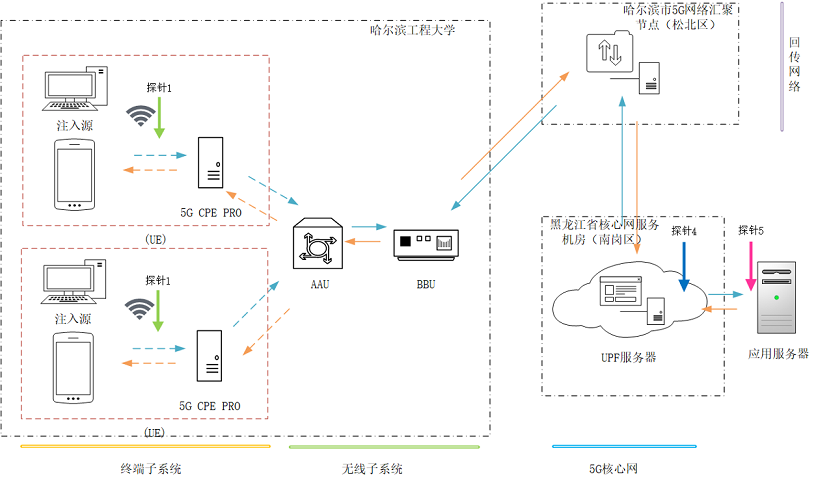 哈尔滨工程大学
哈尔滨市5G网络汇聚
节点（松北区）
回
传
网
络
探针1
注入源
5G CPE PRO
(UE)
探针1
注入源
5G CPE PRO
(UE)
AAU
BBU
黑龙江省核心网服务
机房（南岗区）
探针4
探针5
UPF服务器
应用服务器
终端子系统
无线子系统
5G核心网